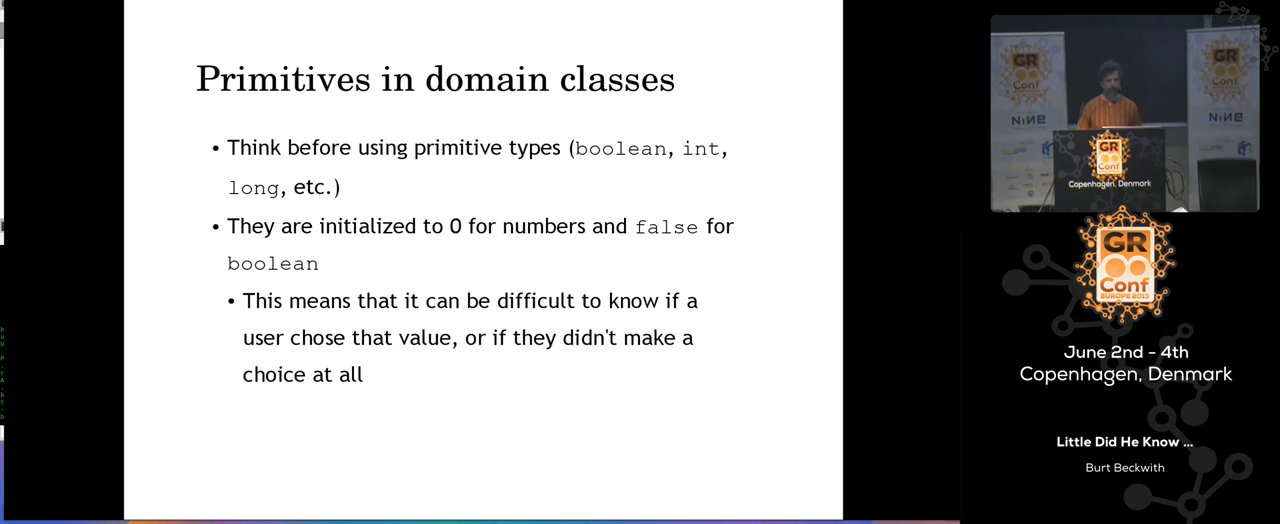 Primitives in domain classes
• Think before using primitive types (boolean, int,
long, etc.)
• They are initialized to 0 for numbers and false for
boolean
• This means that it can be difficult to know if a
user chose that value, or if they didn't make a
choice at all
GR
Conf
NINE
GR
Conf
NINE
GR
Conf
Copenhagen, Denmark
GR
Conf
EUROPE 2015
June 2nd - 4th
Copenhagen, Denmark
Little Did He Know ...
Burt Beckwith